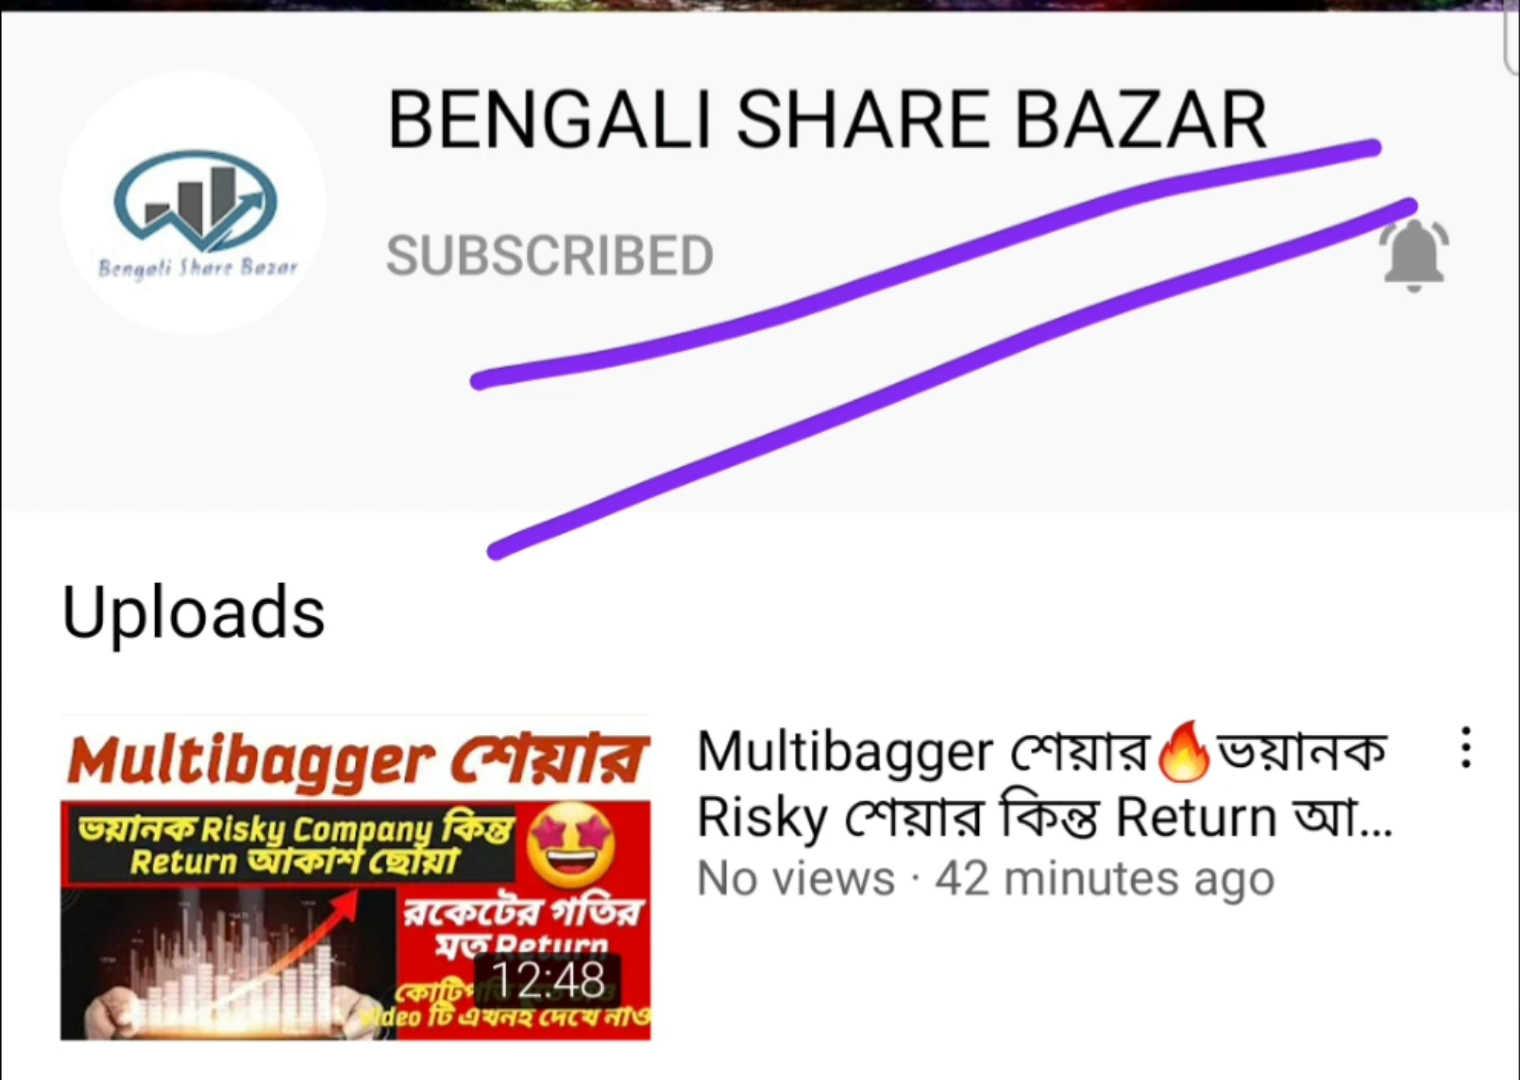 BENGALI SHARE BAZAR
Bengali Share Bazar
SUBSCRIBED
Uploads
Multibagger শেয়ার
ভয়ানক Risky Company কিন্তু
Return আকাশ ছোঁয়া
রকেটের গতির
মত Return
12:48
video টি এখনই দেখে নাও
Multibagger শেয়ার🔥ভয়ানক
Risky শেয়ার কিন্তু Return আ...
No views · 42 minutes ago